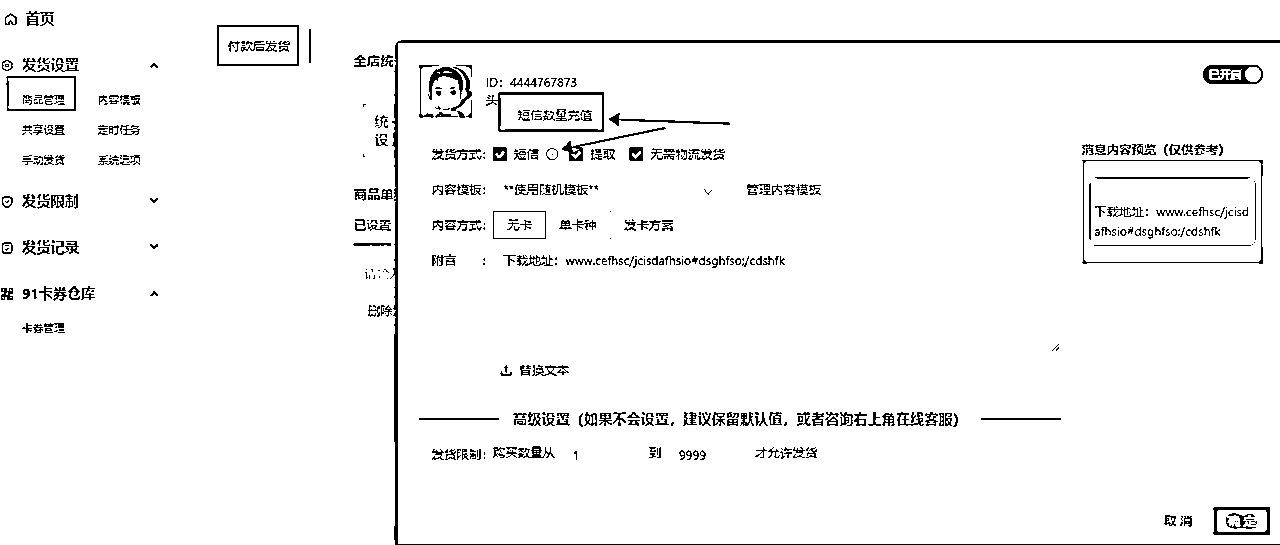 首页
发货设置
商品管理 内容模板
共享设置 定时任务
手动发货 系统选项
发货限制
发货记录
91卡券仓库
卡券管理
付款后发货
全店统
统
设
商品单
已设置
删除
ID: 4444767873
头
短信数量充值
已开启
发货方式: 短信 提取 无需物流发货
内容模板: **使用随机模板** 管理内容模板
内容方式: 无卡 单卡种 发卡方案
附言 : 下载地址: www.cefhsc/jcisdafhsio#dsghfso;/cdshfk
替换文本
消息内容预览（仅供参考）
下载地址: www.cefhsc/jcisd
afhsio#dsghfso;/cdshfk
高级设置（如果不会设置，建议保留默认值，或者咨询右上角在线客服）
发货限制: 购买数量从 1 到 9999 才允许发货
取消 确定